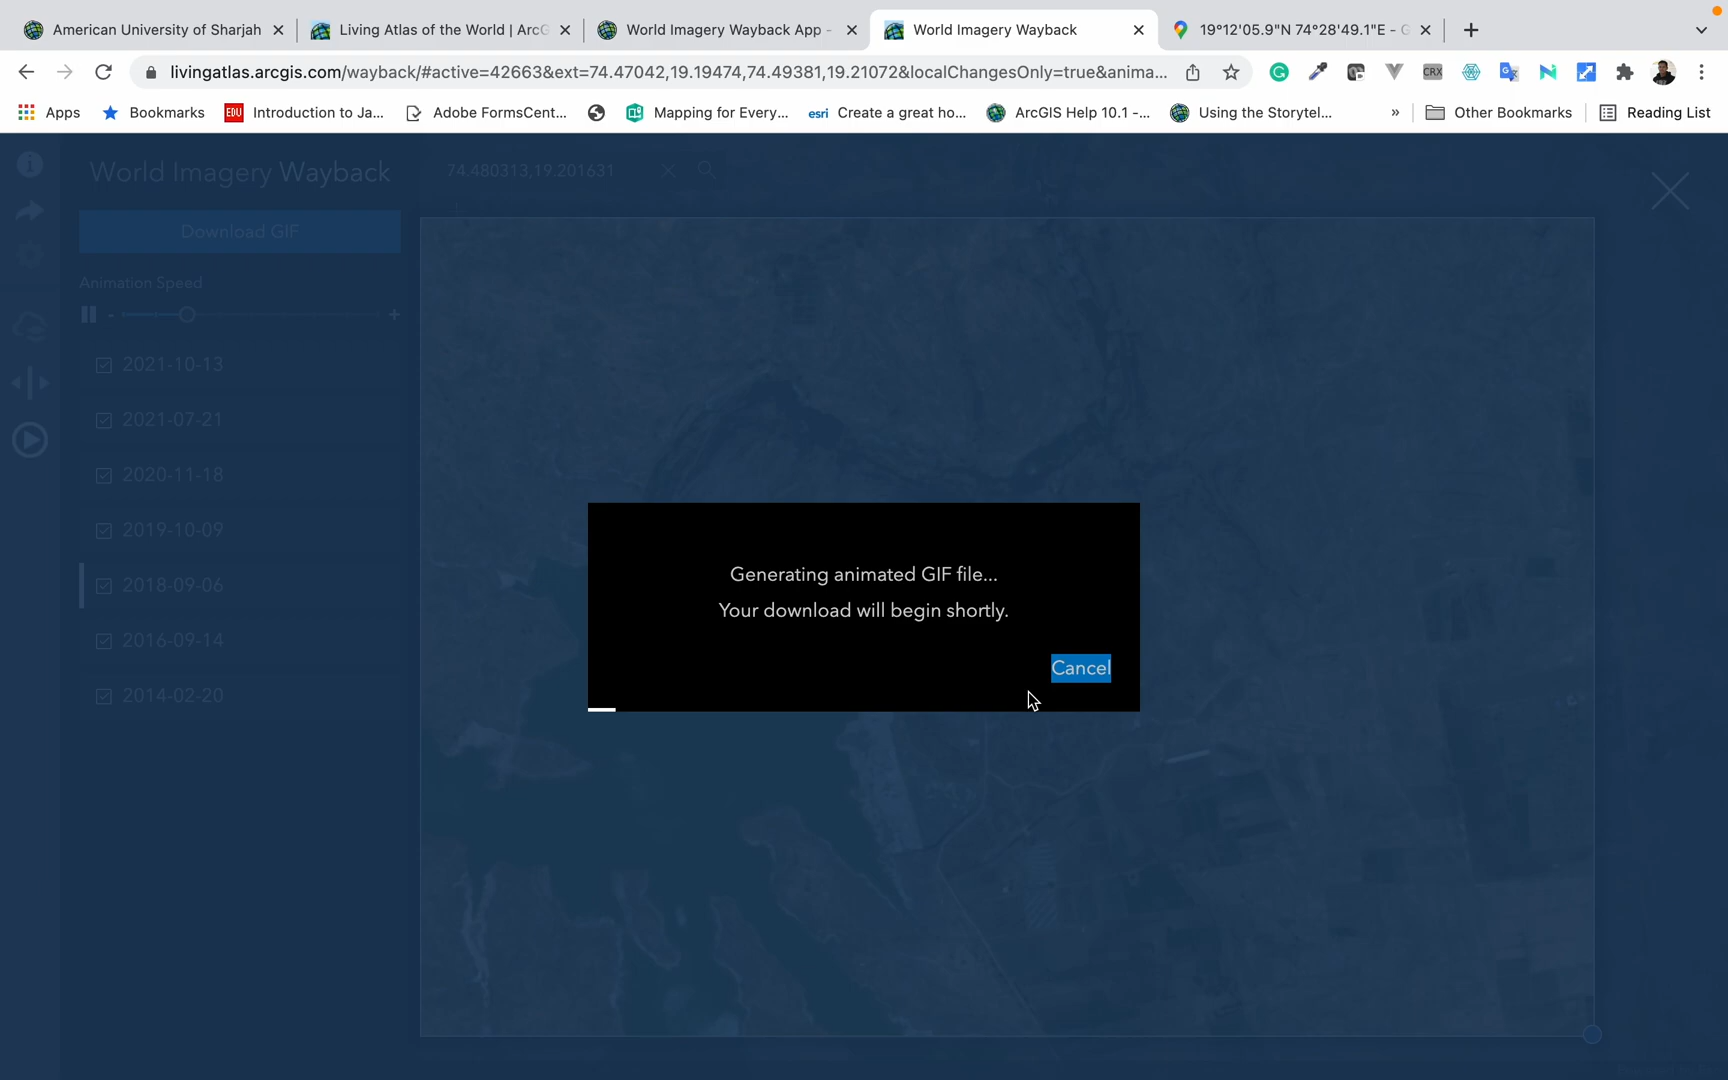 American University of Sharjah
Living Atlas of the World | ArcG
World Imagery Wayback App -
World Imagery Wayback
19°12'05.9"N 74°28'49.1"E - G
livingatlas.arcgis.com/wayback/#active=42663&ext=74.47042,19.19474,74.49381,19.21072&localChangesOnly=true&anima...
CRX
Apps
Bookmarks
EDU
Introduction to Ja...
Adobe FormsCent...
Mapping for Every...
esri
Create a great ho...
ArcGIS Help 10.1 -...
Using the Storytel...
»
Other Bookmarks
Reading List
World Imagery Wayback
74.480313,19.201631
Download GIF
Animation Speed
- +
2021-10-13
2021-07-21
2020-11-18
2019-10-09
2018-09-06
2016-09-14
2014-02-20
Generating animated GIF file...
Your download will begin shortly.
Cancel